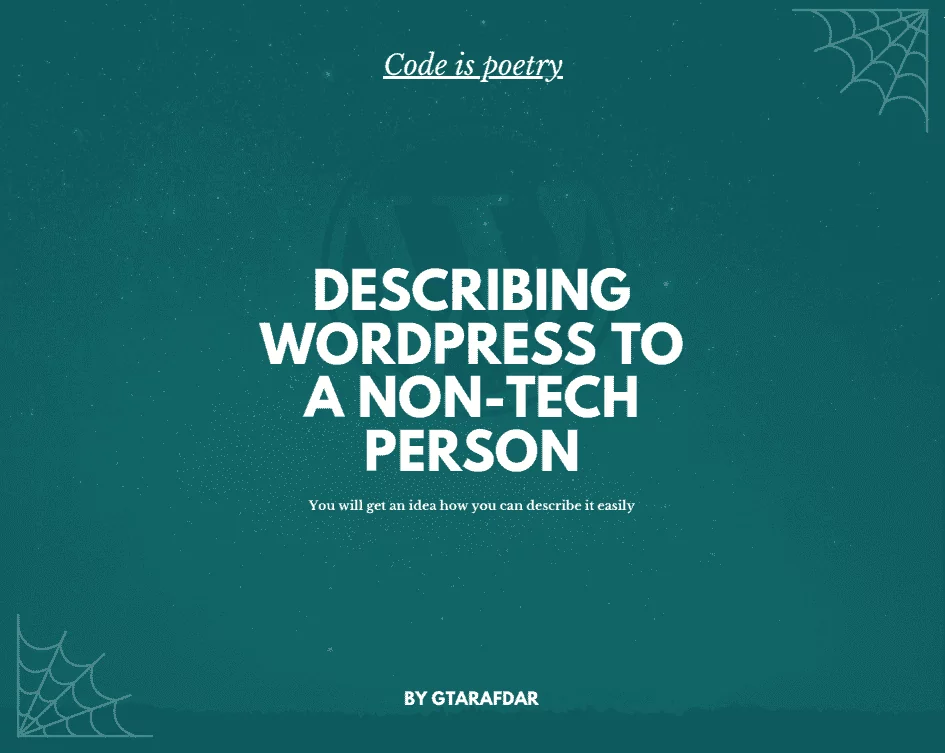 Code is poetry
DESCRIBING
WORDPRESS TO
A NON-TECH
PERSON
You will get an idea how you can describe it easily
BY GTARAFDAR